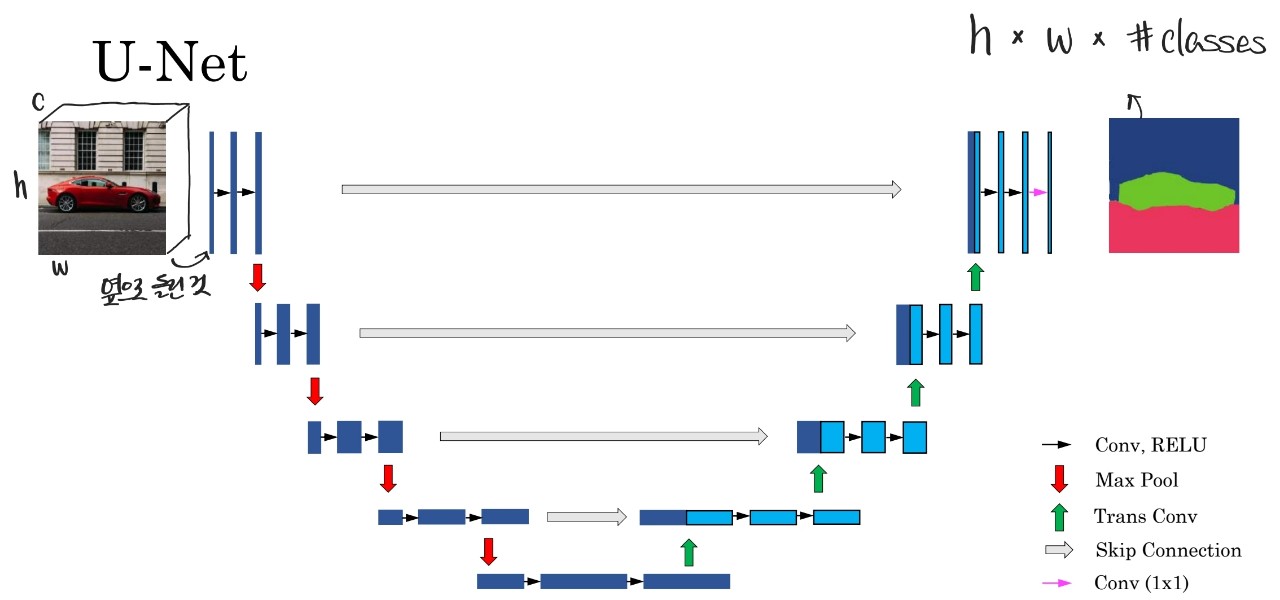 U-Net
h × w × #classes
c
h
w
옆으로 돌린 것
Conv, RELU
Max Pool
Trans Conv
Skip Connection
Conv (1x1)